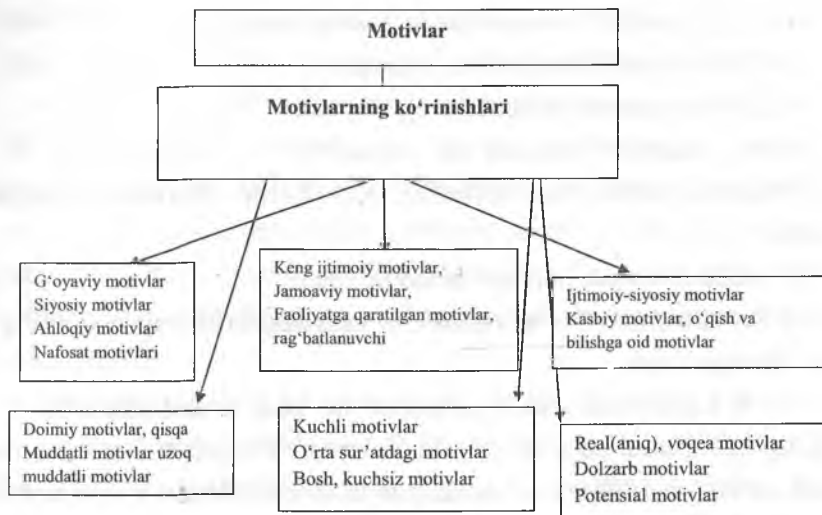 Motivlar
Motivlarning ko‘rinishlari
G‘oyaviy motivlar
Siyosiy motivlar
Ahloqiy motivlar
Nafosat motivlari
Keng ijtimoiy motivlar,
Jamoaviy motivlar,
Faoliyatga qaratilgan motivlar,
rag‘batlanuvchi
Ijtimoiy-siyosiy motivlar
Kasbiy motivlar,o‘qish va
bilishga oid motivlar
Doimiy motivlar, qisqa
Muddatli motivlar uzoq
muddatli motivlar
Kuchli motivlar
O‘rta sur’atdagi motivlar
Bosh, kuchsiz motivlar
Real(aniq), voqea motivlar
Dolzarb motivlar
Potensial motivlar